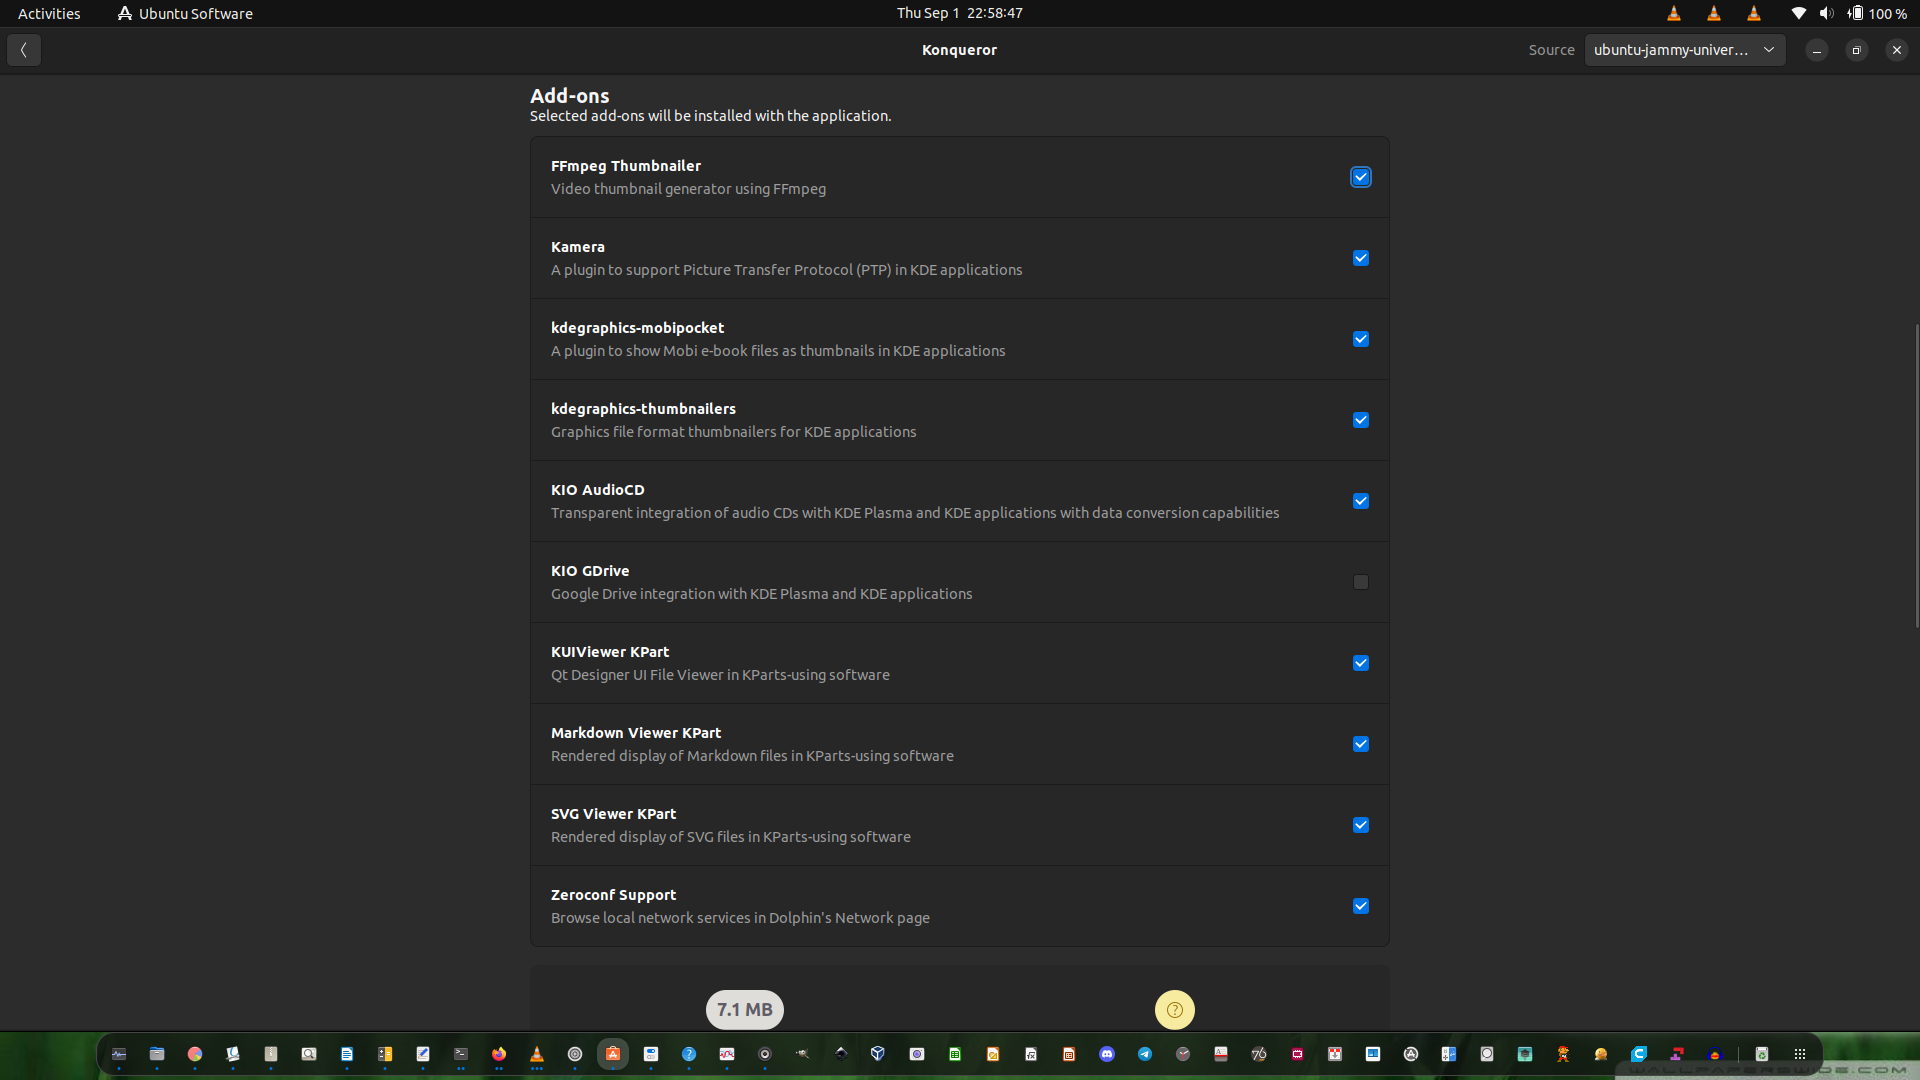 Activities
Ubuntu Software
Thu Sep 1 22:58:47
100 %
Konqueror
Source
ubuntu-jammy-univer…
Add-ons
Selected add-ons will be installed with the application.
FFmpeg Thumbnailer
Video thumbnail generator using FFmpeg
Kamera
A plugin to support Picture Transfer Protocol (PTP) in KDE applications
kdegraphics-mobipocket
A plugin to show Mobi e-book files as thumbnails in KDE applications
kdegraphics-thumbnailers
Graphics file format thumbnailers for KDE applications
KIO AudioCD
Transparent integration of audio CDs with KDE Plasma and KDE applications with data conversion capabilities
KIO GDrive
Google Drive integration with KDE Plasma and KDE applications
KUIViewer KPart
Qt Designer UI File Viewer in KParts-using software
Markdown Viewer KPart
Rendered display of Markdown files in KParts-using software
SVG Viewer KPart
Rendered display of SVG files in KParts-using software
Zeroconf Support
Browse local network services in Dolphin's Network page
7.1 MB
WALLPAPERSWIDE.COM